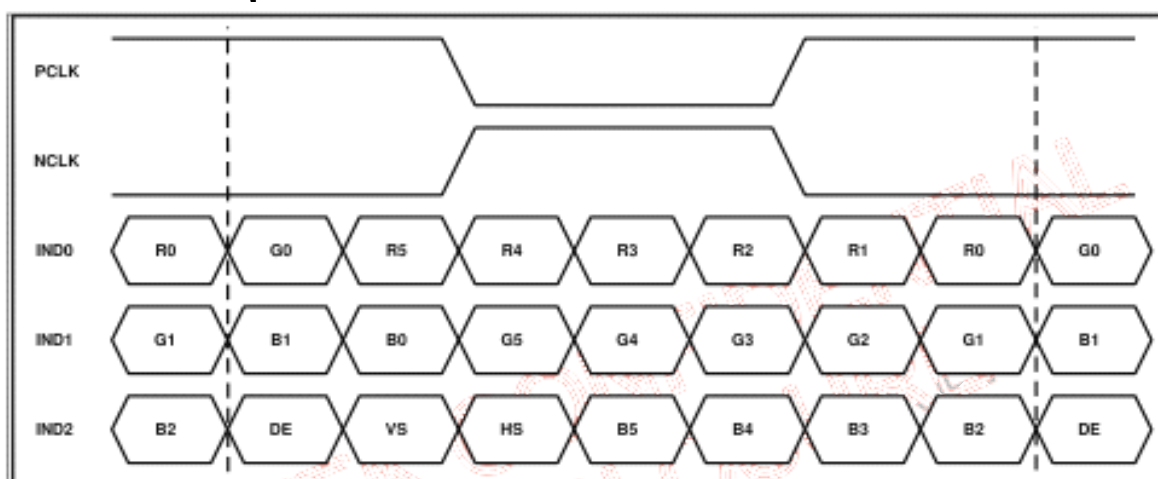 PCLK
NCLK
IND0 R0 G0 R5 R4 R3 R2 R1 R0 G0
IND1 G1 B1 B0 G5 G4 G3 G2 G1 B1
IND2 B2 DE VS HS B5 B4 B3 B2 DE